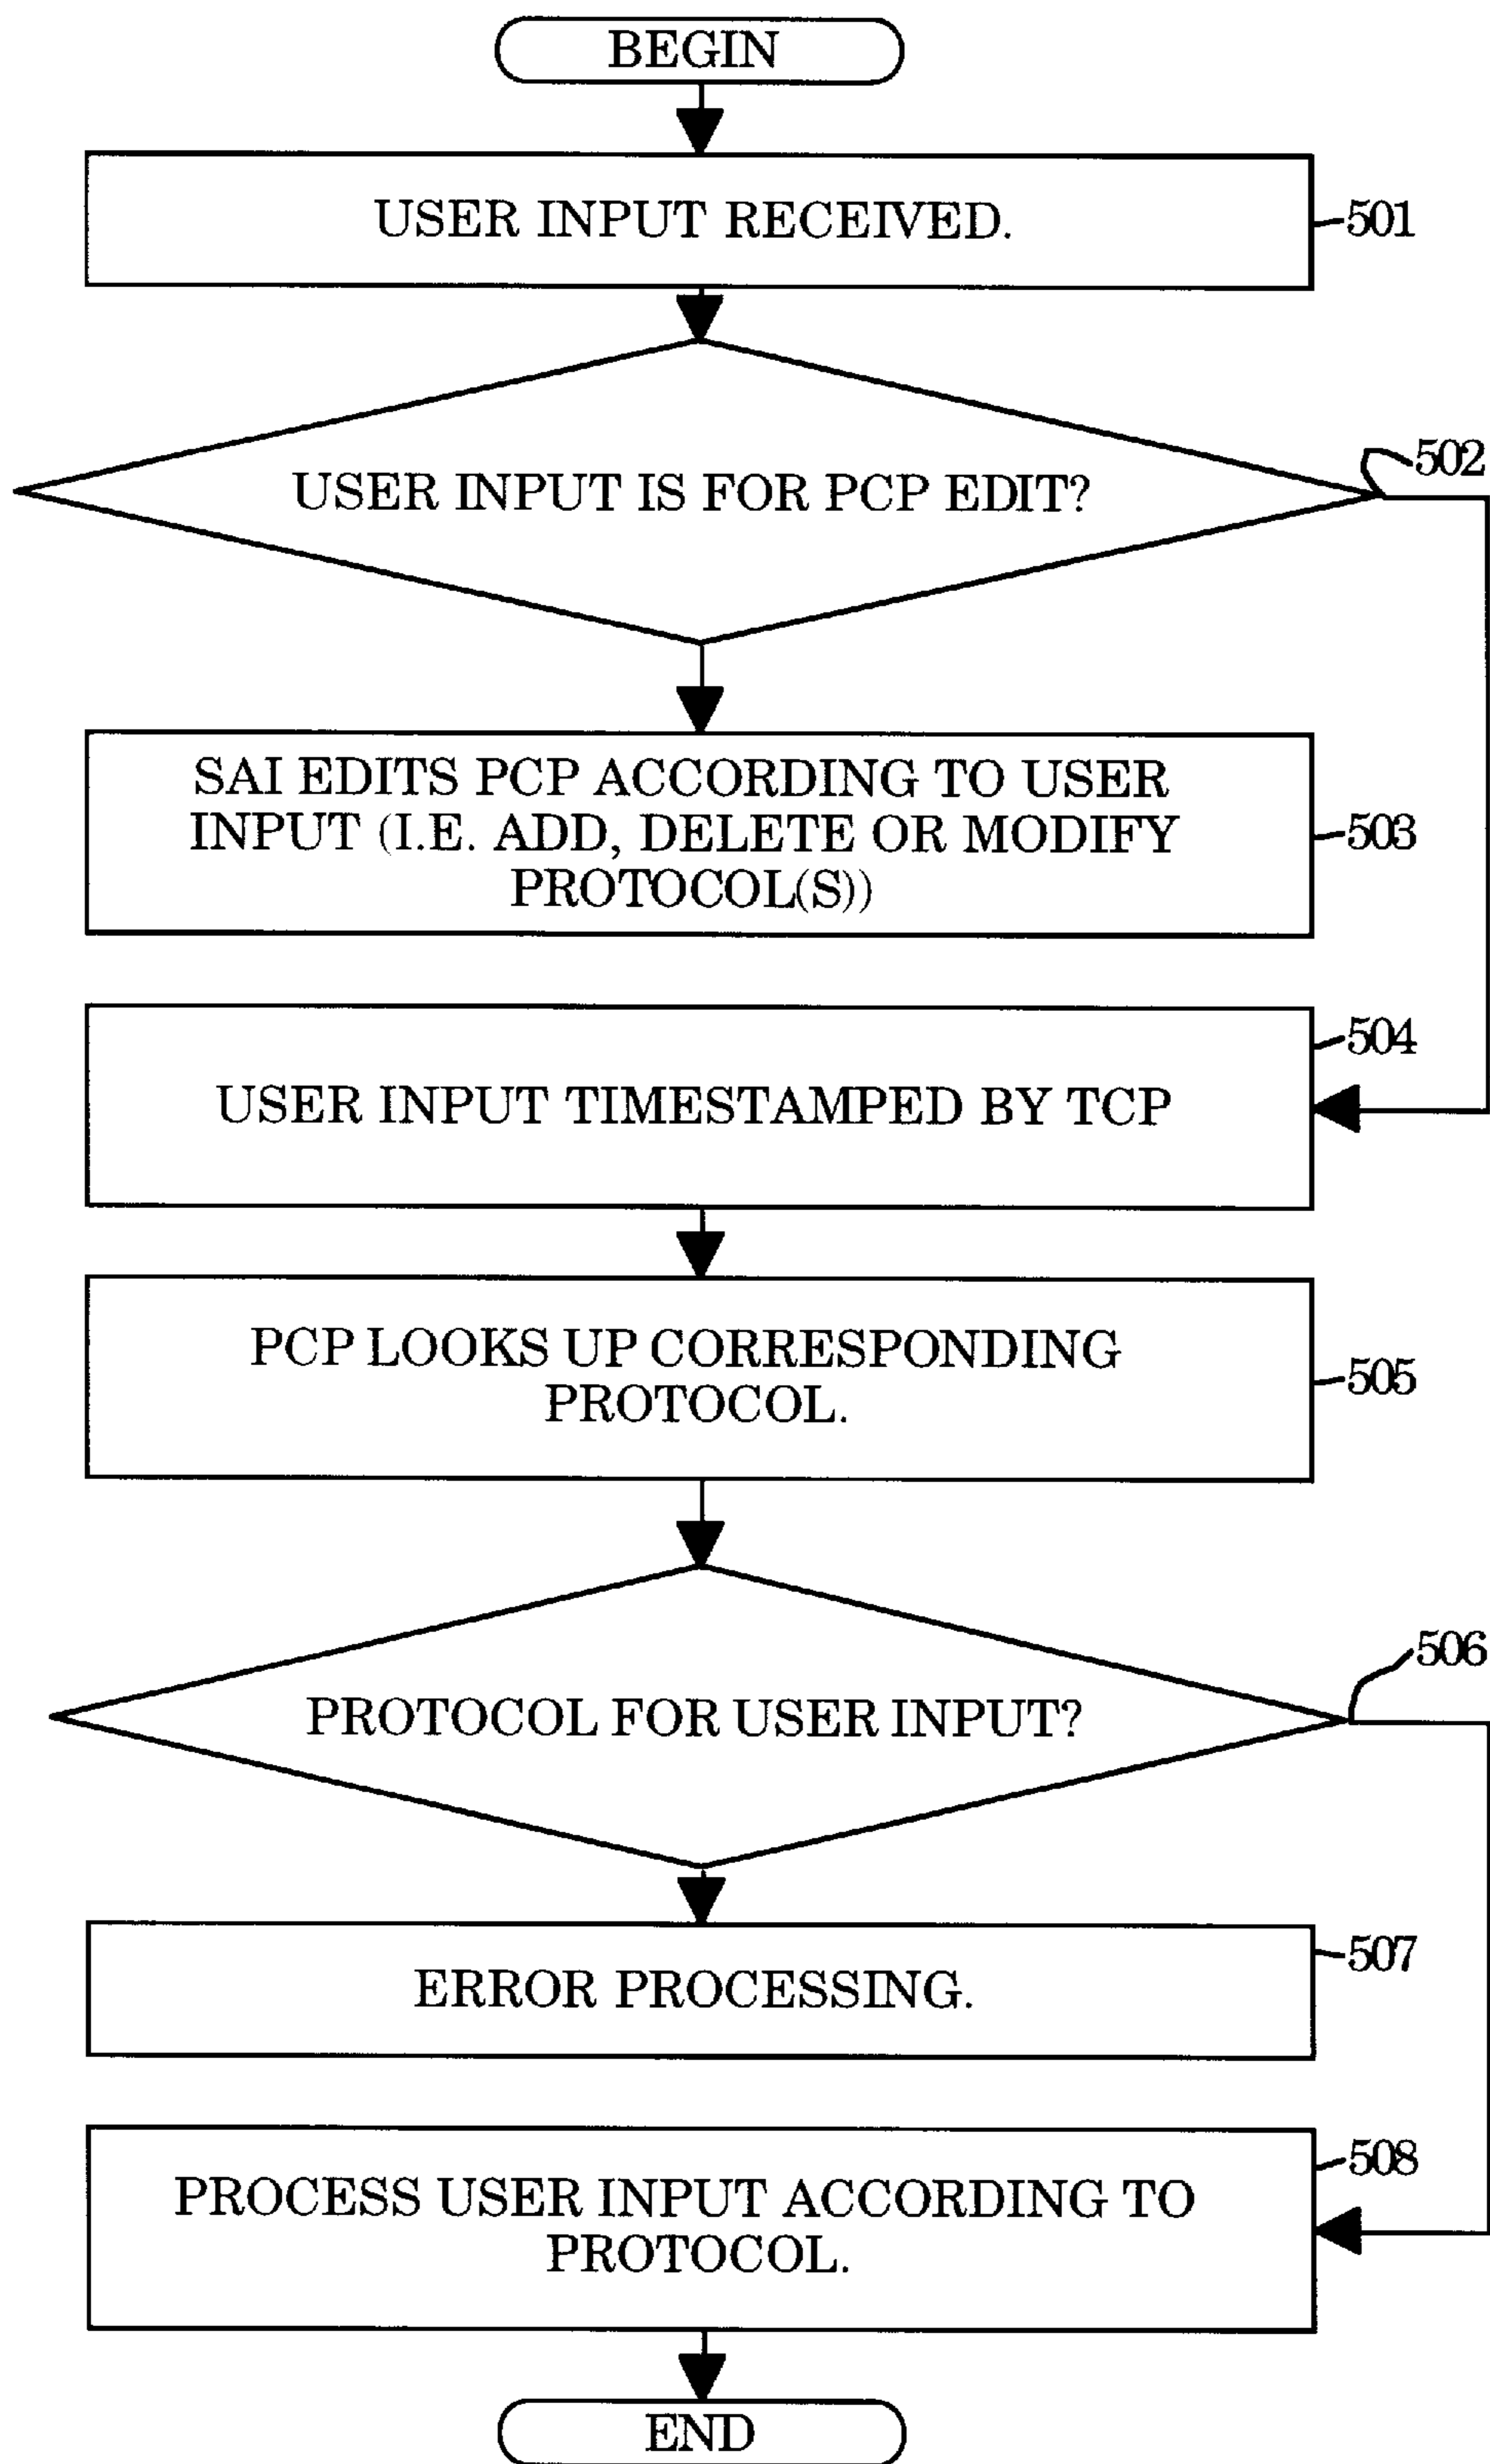 BEGIN
USER INPUT RECEIVED.
501
USER INPUT IS FOR PCP EDIT?
502
SAI EDITS PCP ACCORDING TO USER
INPUT (I.E. ADD, DELETE OR MODIFY
PROTOCOL(S))
503
504
USER INPUT TIMESTAMPED BY TCP
PCP LOOKS UP CORRESPONDING
PROTOCOL.
505
506
PROTOCOL FOR USER INPUT?
507
ERROR PROCESSING.
508
PROCESS USER INPUT ACCORDING TO
PROTOCOL.
END